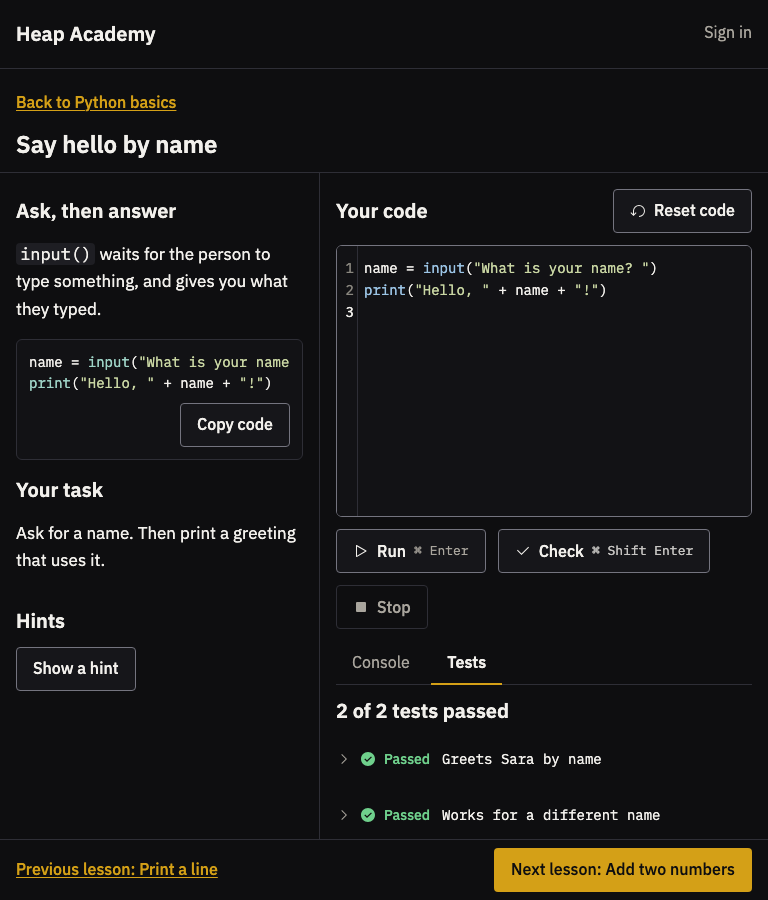 Heap Academy
Sign in
Back to Python basics
Say hello by name
Ask, then answer
input() waits for the person to
type something, and gives you what
they typed.
name = input("What is your name
print("Hello, " + name + "!")
Copy code
Your task
Ask for a name. Then print a greeting
that uses it.
Hints
Show a hint
Your code
Reset code
1 name = input("What is your name? ")
2 print("Hello, " + name + "!")
3
Run ⌘ Enter
Check ⌘ Shift Enter
Stop
Console
Tests
2 of 2 tests passed
Passed Greets Sara by name
Passed Works for a different name
Previous lesson: Print a line
Next lesson: Add two numbers